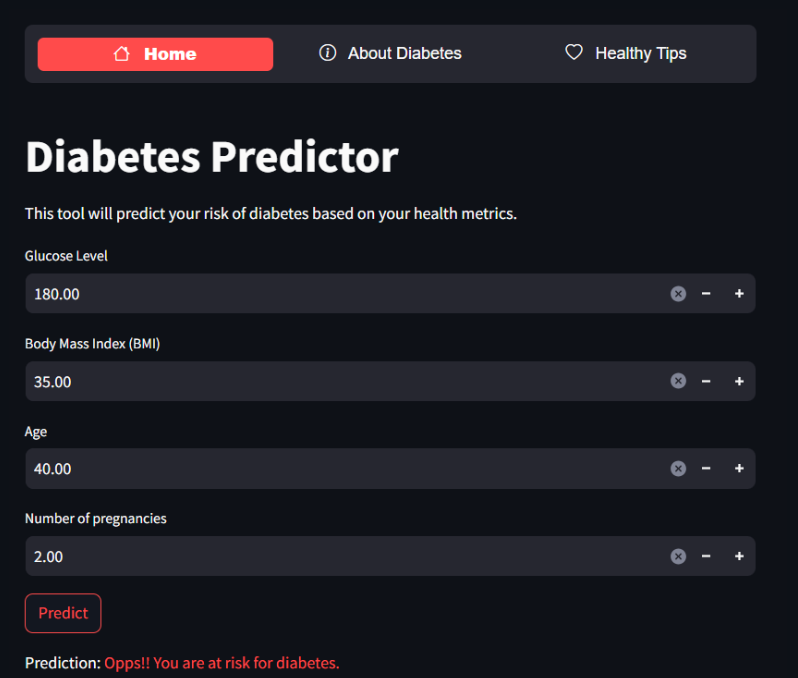 Home About Diabetes Healthy Tips
Diabetes Predictor
This tool will predict your risk of diabetes based on your health metrics.
Glucose Level
180.00
Body Mass Index (BMI)
35.00
Age
40.00
Number of pregnancies
2.00
Predict
Prediction: Opps!! You are at risk for diabetes.